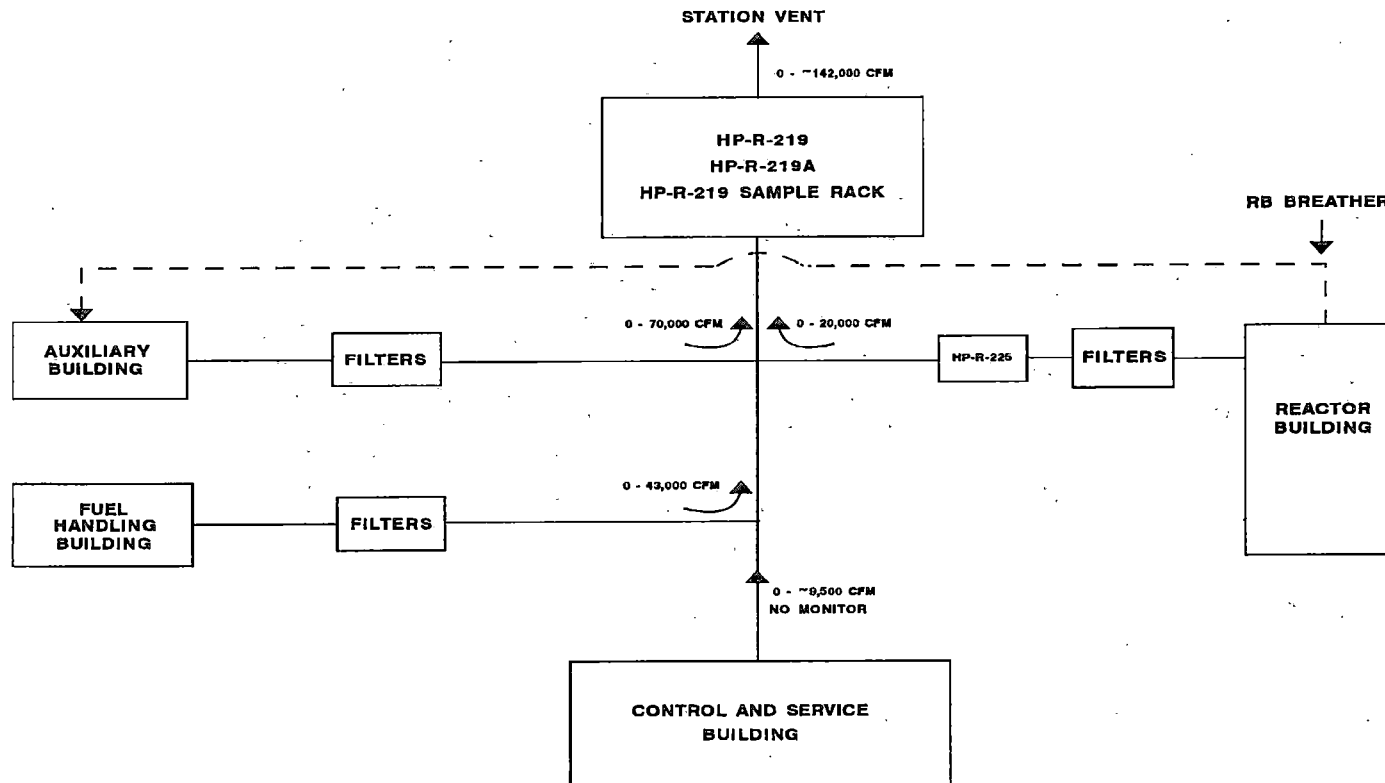 STATION VENT
0 - ~142,000 CFM
HP-R-219
HP-R-219A
HP-R-219 SAMPLE RACK
RB BREATHER
0 - 70,000 CFM
0 - 20,000 CFM
AUXILIARY
BUILDING
FILTERS
HP-R-225
FILTERS
REACTOR
BUILDING
0 - 43,000 CFM
FUEL
HANDLING
BUILDING
FILTERS
0 - ~9,500 CFM
NO MONITOR
CONTROL AND SERVICE
BUILDING